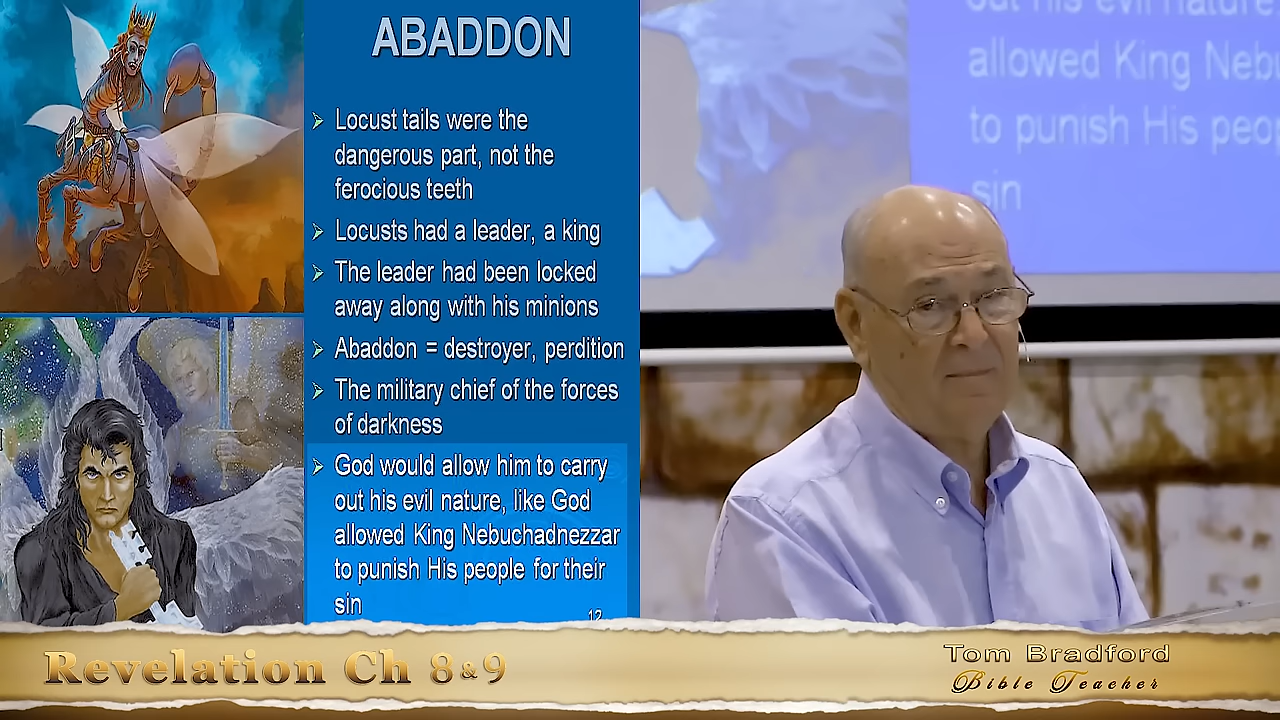 ABADDON
Locust tails were the
dangerous part, not the
ferocious teeth
Locusts had a leader, a king
The leader had been locked
away along with his minions
Abaddon = destroyer, perdition
The military chief of the forces
of darkness
God would allow him to carry
out his evil nature, like God
allowed King Nebuchadnezzar
to punish His people for their
sin
12
out his evil nature,
allowed King Nebu
to punish His peop
sin
Revelation Ch 8&9
Tom Bradford
Bible Teacher